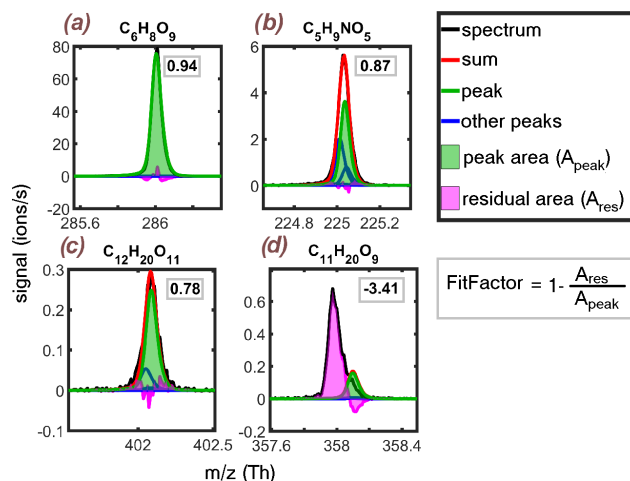 (a) C6H8O9
(b) C5H9NO5
0.94
0.87
80
60
40
20
0
-20
285.6 286
6
4
2
0
224.8 225 225.2
signal (ions/s)
(c) C12H20O11
(d) C11H20O9
0.78
-3.41
0.3
0.2
0.1
0
-0.1
402 402.5
0.6
0.4
0.2
0
-0.2
357.6 358 358.4
m/z (Th)
spectrum
sum
peak
other peaks
peak area (Apeak)
residual area (Ares)
FitFactor = 1- Ares
Apeak